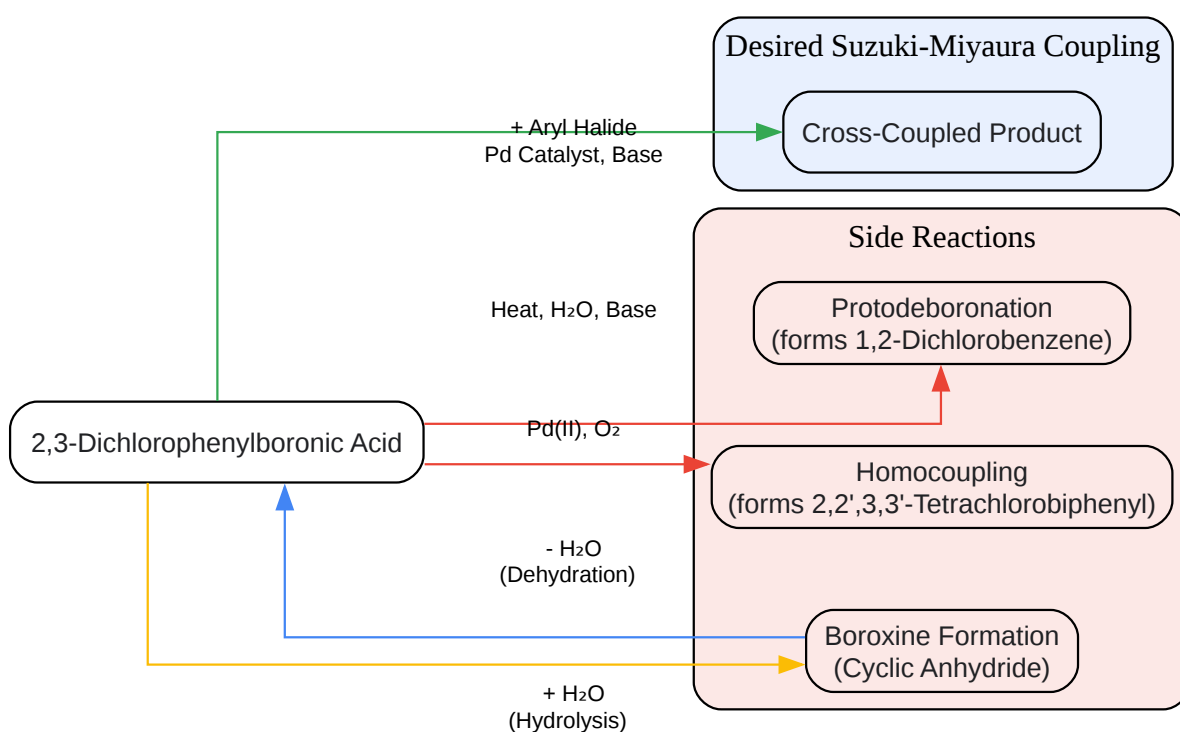 Desired Suzuki-Miyaura Coupling
+ Aryl Halide
Pd Catalyst, Base
Cross-Coupled Product
Side Reactions
Heat, H₂O, Base
Protodeboronation
(forms 1,2-Dichlorobenzene)
2,3-Dichlorophenylboronic Acid
Pd(II), O₂
Homocoupling
(forms 2,2',3,3'-Tetrachlorobiphenyl)
- H₂O
(Dehydration)
Boroxine Formation
(Cyclic Anhydride)
+ H₂O
(Hydrolysis)